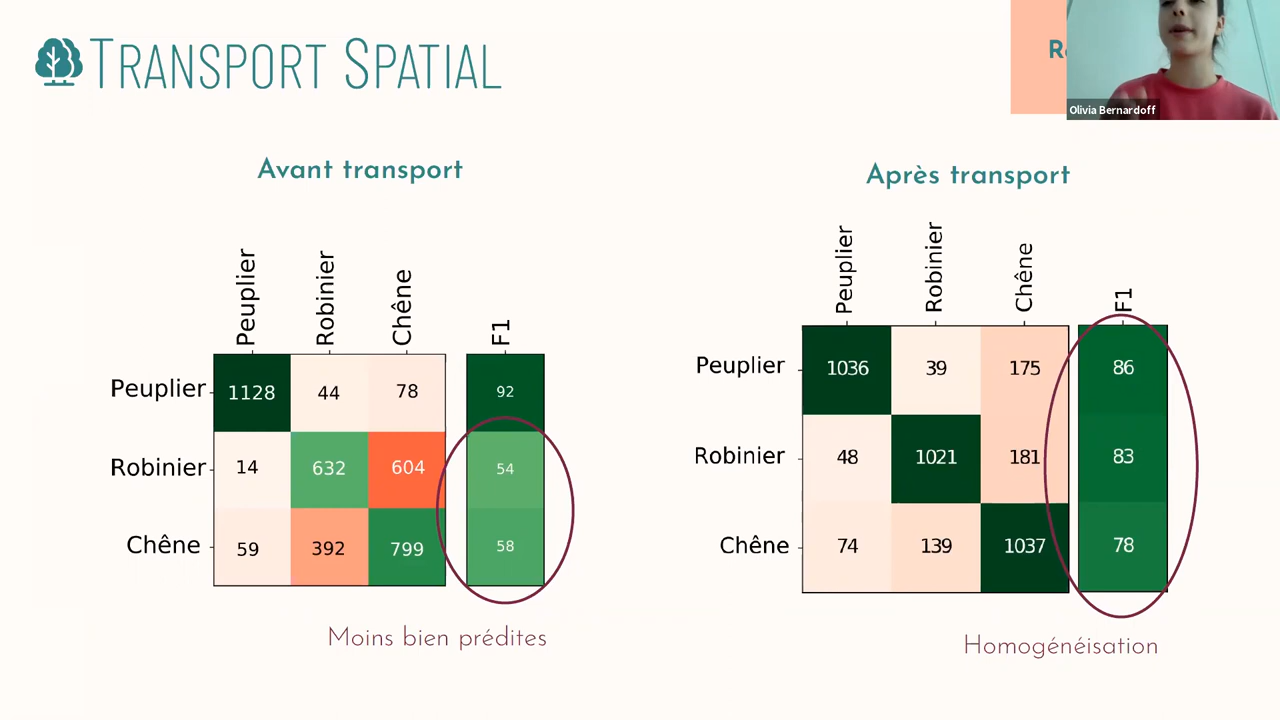 TRANSPORT SPATIAL
Olivia Bernardoff
Avant transport
Peuplier
Robinier
Chêne
F1
Peuplier 1128 44 78 92
Robinier 14 632 604 54
Chêne 59 392 799 58
Moins bien prédites
Après transport
Peuplier
Robinier
Chêne
F1
Peuplier 1036 39 175 86
Robinier 48 1021 181 83
Chêne 74 139 1037 78
Homogénéisation